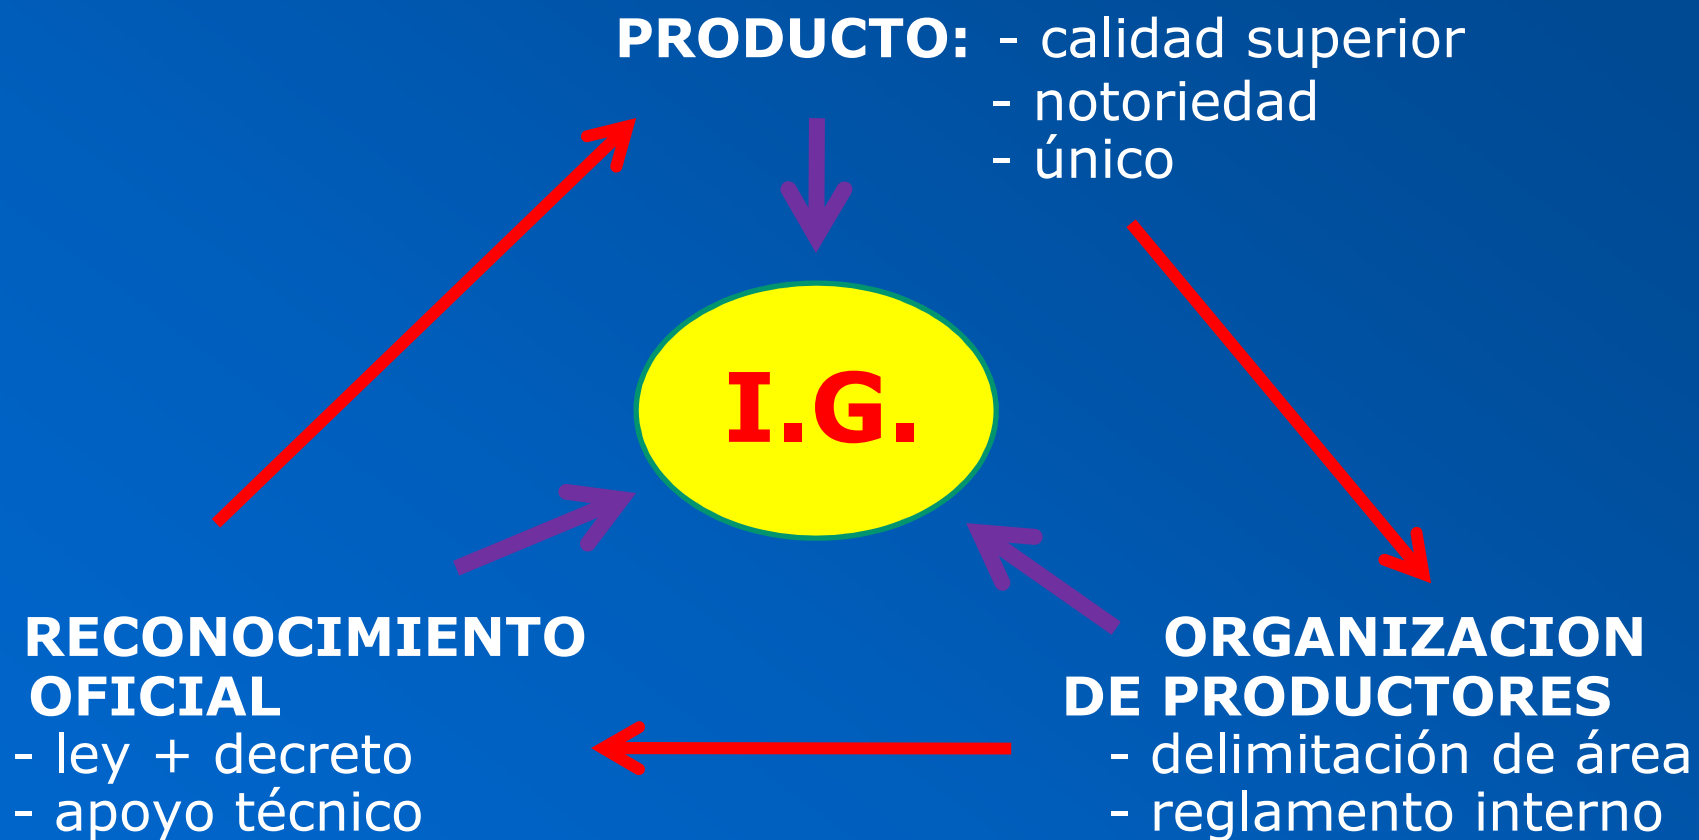 PRODUCTO: - calidad superior
- notoriedad
- único
I.G.
RECONOCIMIENTO
OFICIAL
- ley + decreto
- apoyo técnico
ORGANIZACION
DE PRODUCTORES
- delimitación de área
- reglamento interno